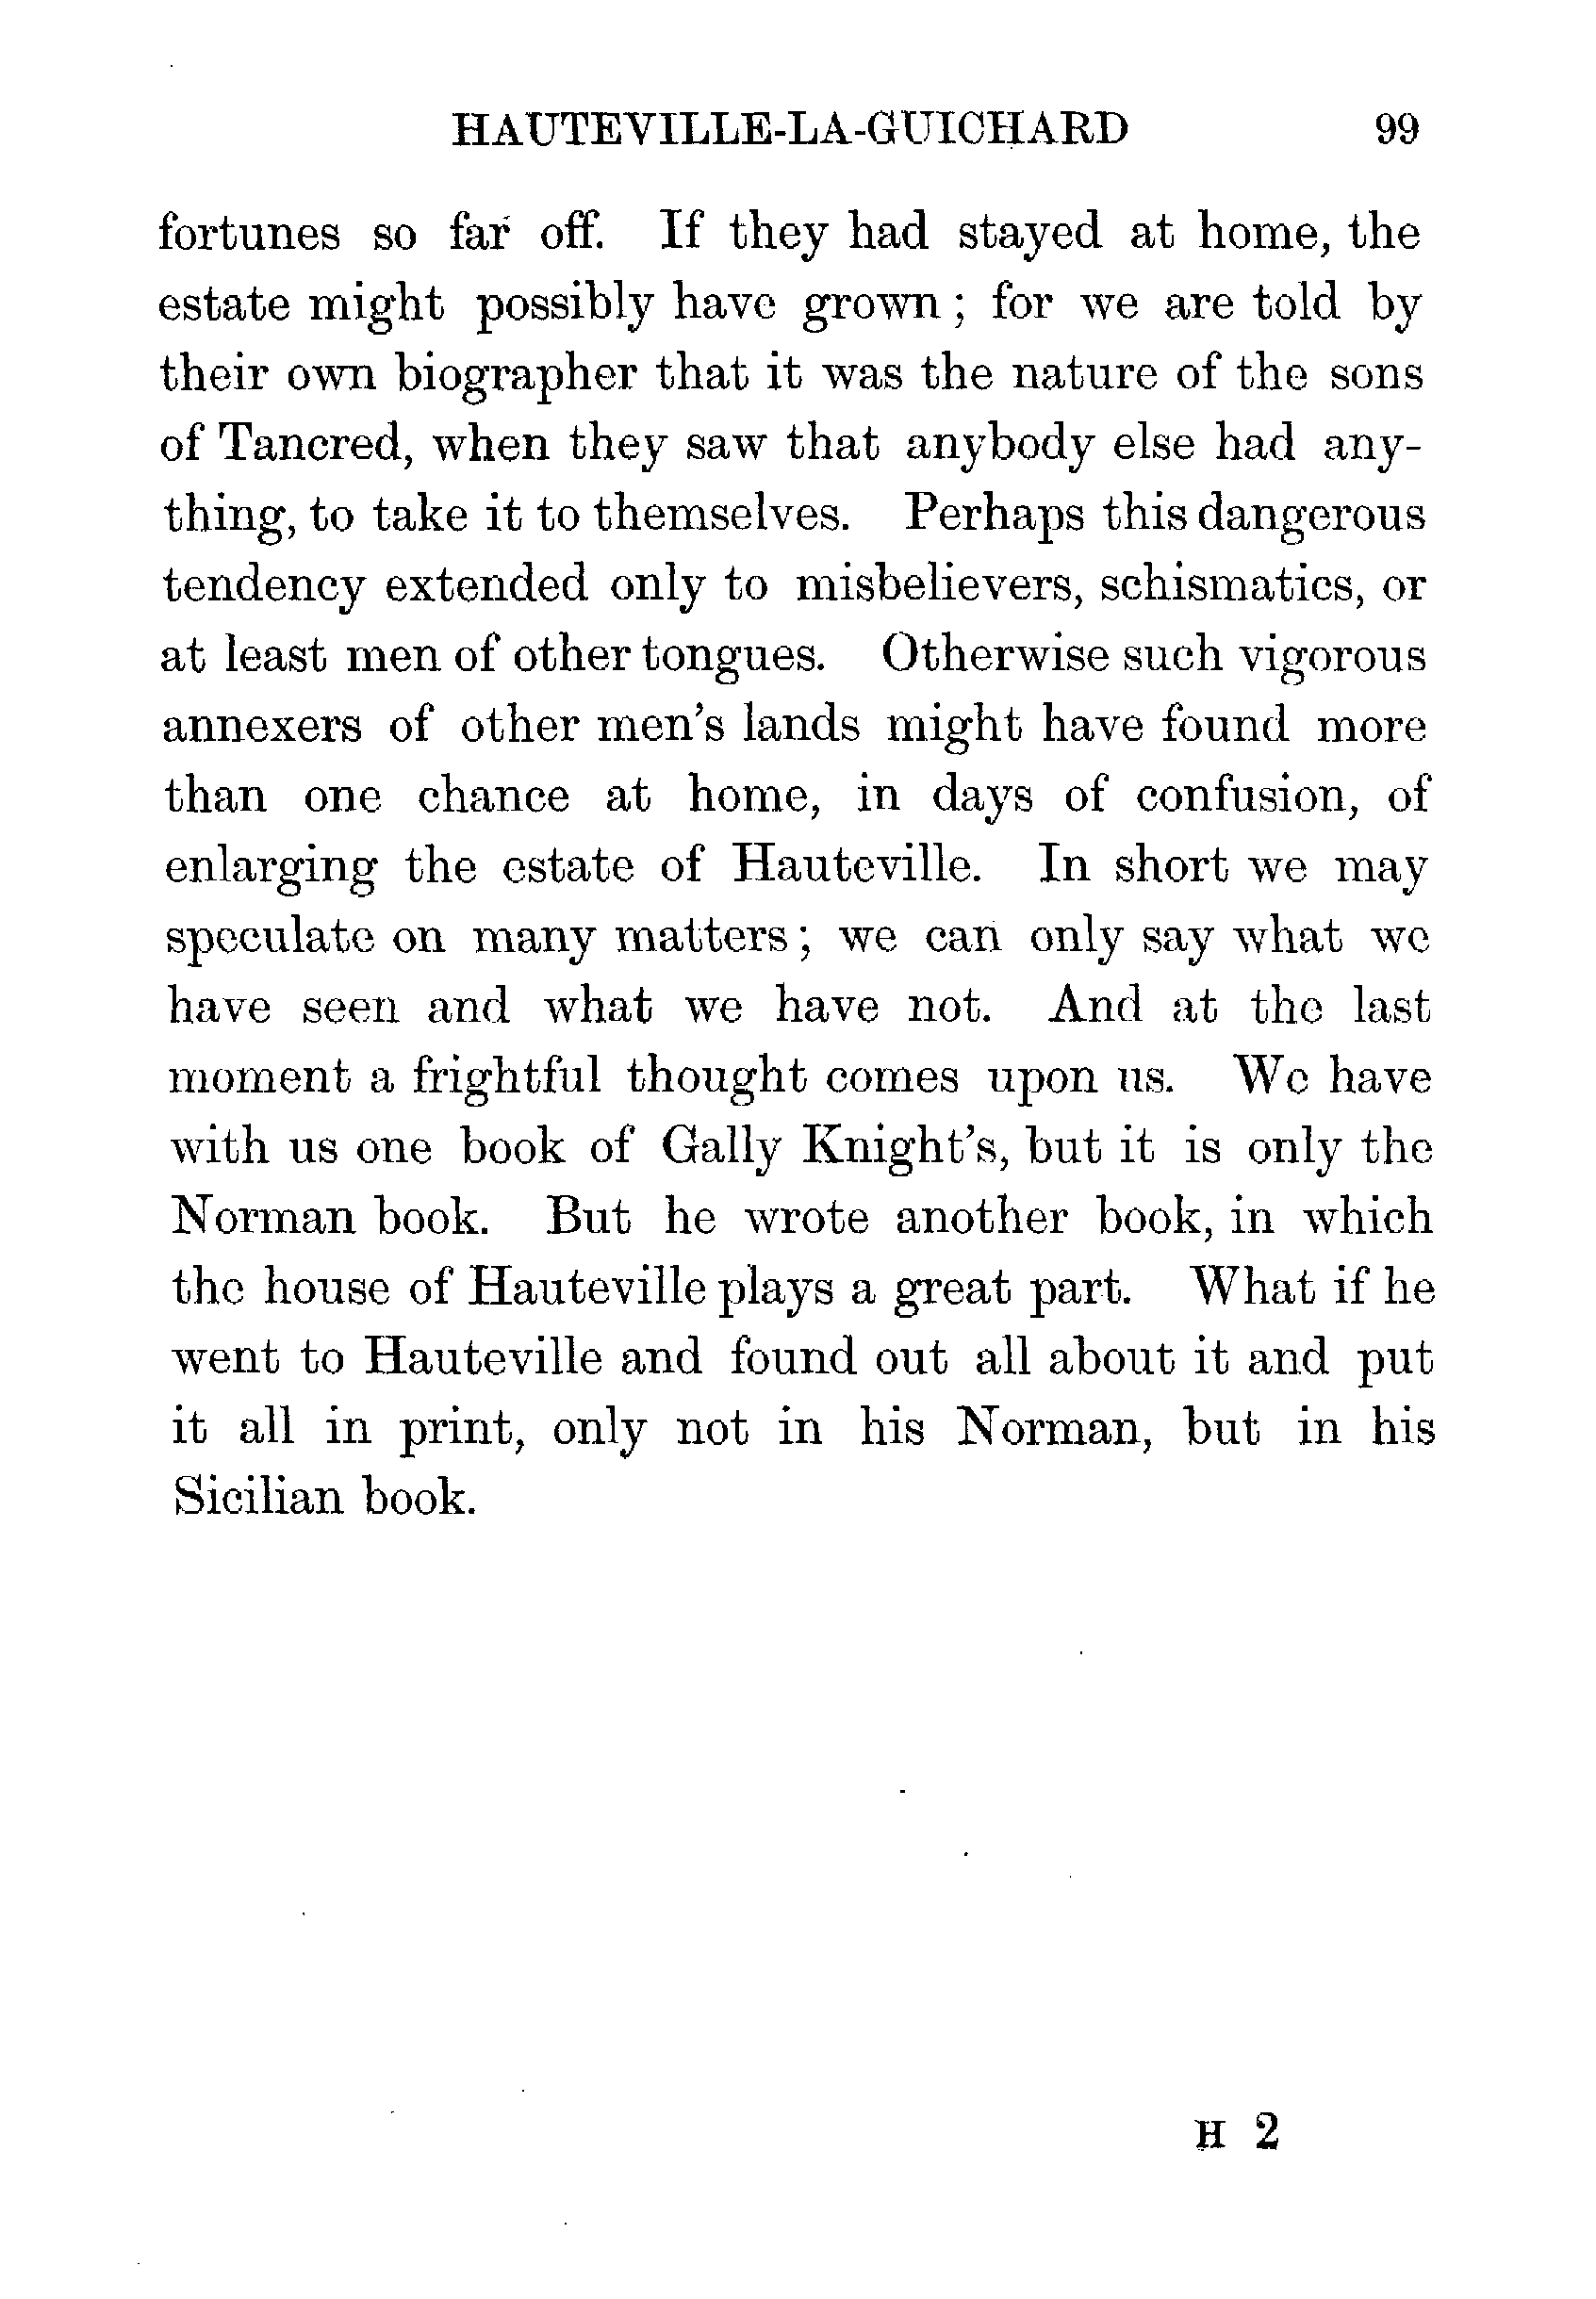 HAUTEVILLE-LA-GUICHARD 99
fortunes so far off. If they had stayed at home, the
estate might possibly have grown ; for we are told by
their own biographer that it was the nature of the sons
of Tancred, when they saw that anybody else had any-
thing, to take it to themselves. Perhaps this dangerous
tendency extended only to misbelievers, schismatics, or
at least men of other tongues. Otherwise such vigorous
annexers of other men's lands might have found more
than one chance at home, in days of confusion, of
enlarging the estate of Hauteville. In short we may
speculate on many matters ; we can only say what we
have seen and what we have not. And at the last
moment a frightful thought comes upon us. We have
with us one book of Gally Knight's, but it is only the
Norman book. But he wrote another book, in which
the house of Hauteville plays a great part. What if he
went to Hauteville and found out all about it and put
it all in print, only not in his Norman, but in his
Sicilian book.
H 2